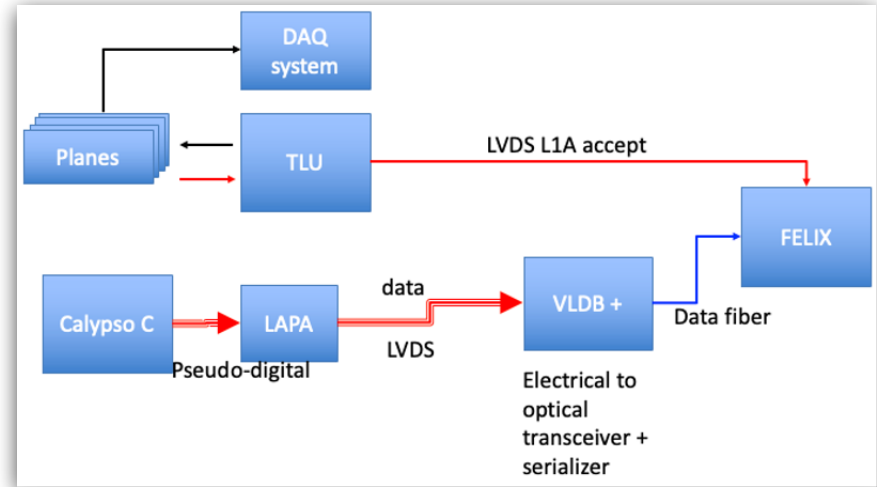 DAQ
system
Planes
TLU
LVDS L1A accept
FELIX
Calypso C
Pseudo-digital
LAPA
data
LVDS
VLDB +
Data fiber
Electrical to
optical
transceiver +
serializer